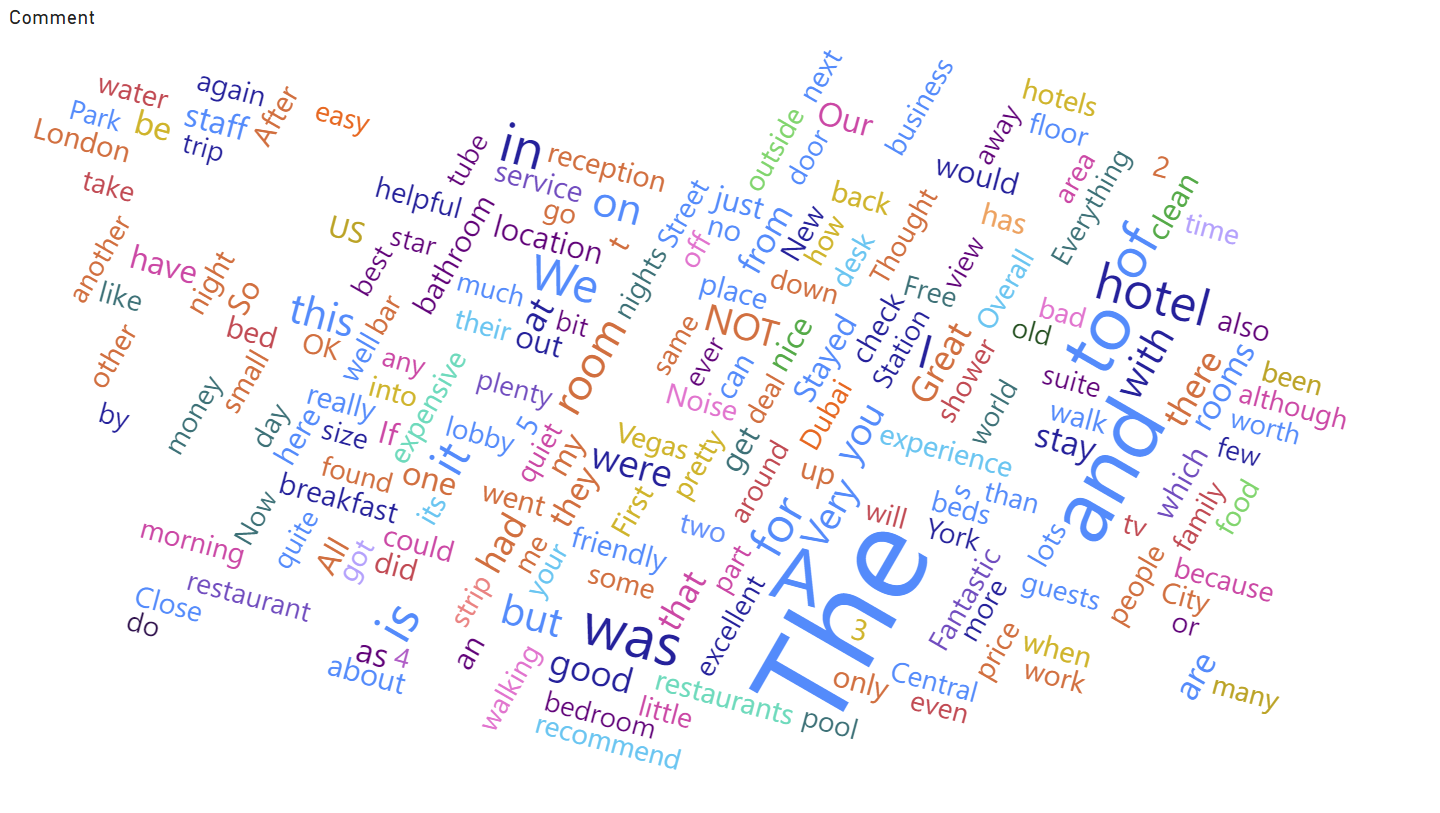 Comment
water
again
After
easy
Park
be
staff
London
trip
take
tube
in
reception
service
helpful
go
on
US
star
bathroom
location
t
best
We
another
have
night
like
So
this
much
at
bit
their
out
bar
well
bed
OK
other
small
any
into
expensive
plenty
room
by
money
day
really
here
size
If
lobby
5
it
quiet
my
found
one
breakfast
its
went
they
Now
quite
All
got
could
did
had
me
your
friendly
some
morning
restaurant
Close
do
is
strip
but
was
that
as
4
about
an
walking
good
bedroom
little
recommend
restaurants
pool
next
outside
Our
door
business
hotels
away
floor
would
area
Everything
2
clean
time
Street
just
no
off
from
back
New
how
desk
Thought
has
view
Overall
nights
place
down
Free
of
hotel
also
NOT
same
ever
nice
can
Noise
deal
Stayed
check
Station
I
Great
bad
old
to
with
shower
Dubai
world
suite
there
rooms
been
although
walk
worth
Vegas
pretty
get
were
First
around
up
you
experience
stay
and
few
which
two
for
Very
will
s
beds
than
York
lots
tv
family
food
part
excellent
A
The
3
Fantastic
more
guests
people
because
City
or
price
when
work
only
Central
even
are
many